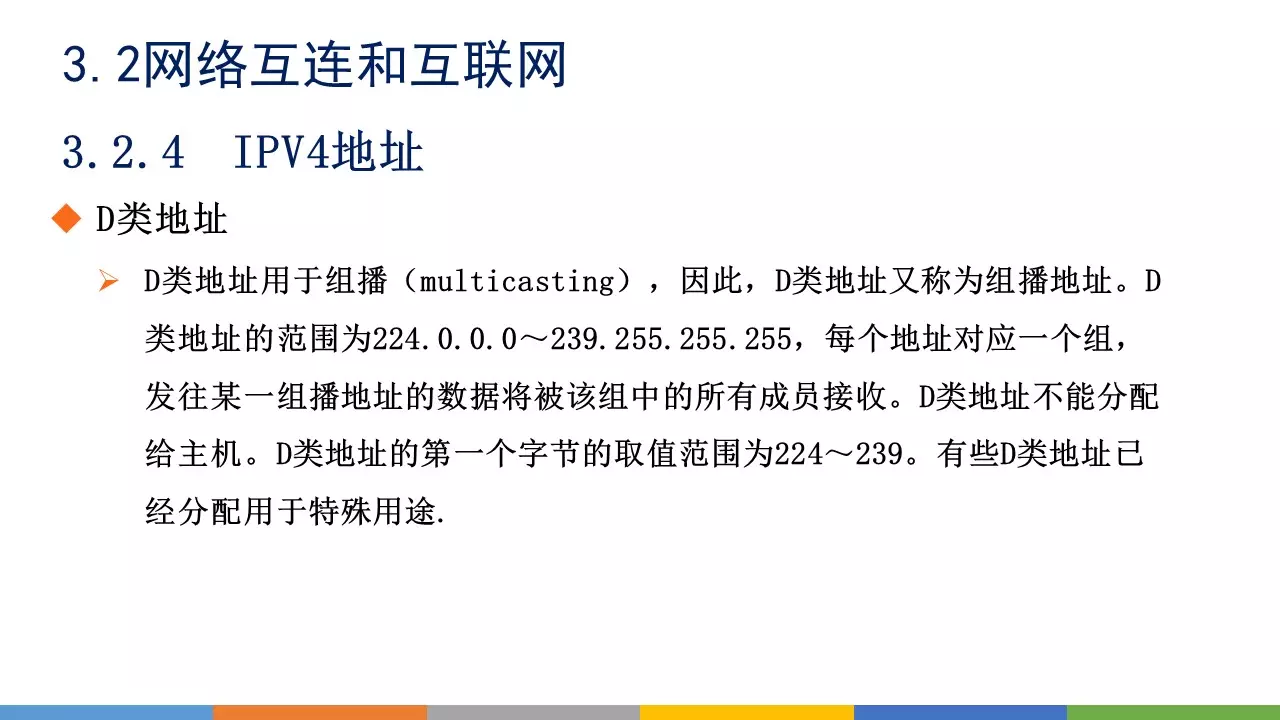 3.2网络互连和互联网
3.2.4 IPV4地址
D类地址
D类地址用于组播（multicasting），因此，D类地址又称为组播地址。D
类地址的范围为224.0.0.0～239.255.255.255，每个地址对应一个组，
发往某一组播地址的数据将被该组中的所有成员接收。D类地址不能分配
给主机。D类地址的第一个字节的取值范围为224～239。有些D类地址已
经分配用于特殊用途.